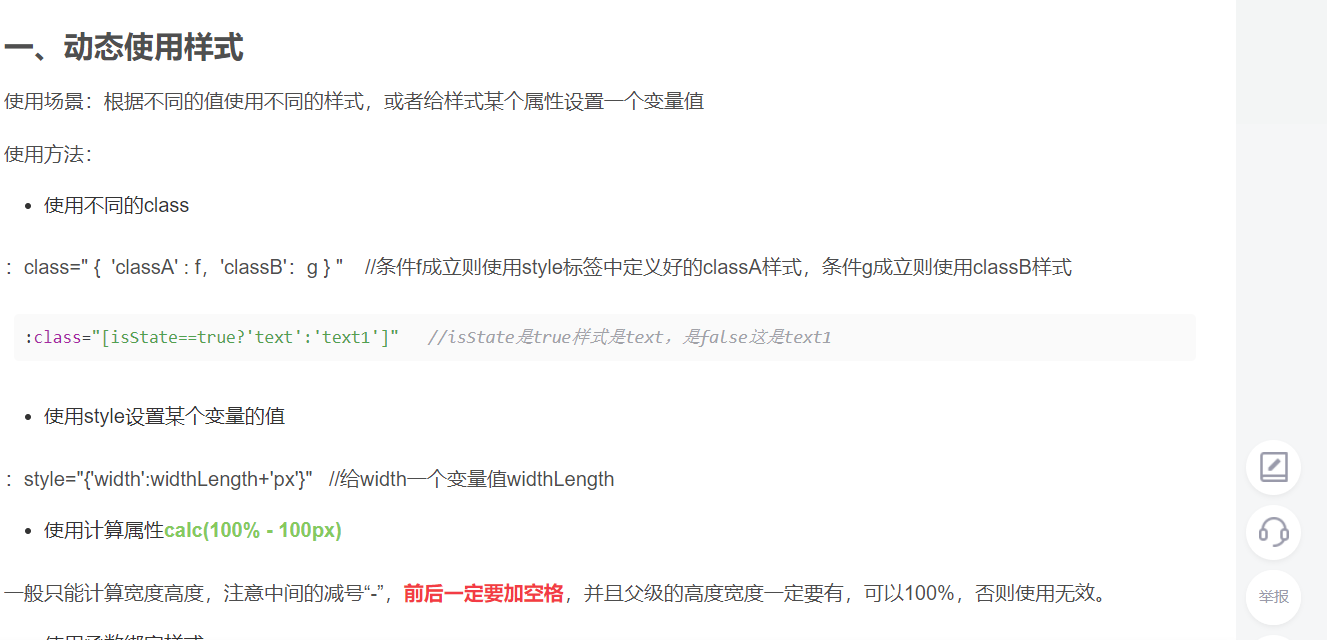 一、动态使用样式
使用场景：根据不同的值使用不同的样式，或者给样式某个属性设置一个变量值
使用方法：
• 使用不同的class
：class=" {  'classA' : f，'classB'：g } "    //条件f成立则使用style标签中定义好的classA样式，条件g成立则使用classB样式
:class="[isState==true?'text':'text1']"   //isState是true样式是text，是false这是text1
• 使用style设置某个变量的值
：style="{'width':widthLength+'px'}"   //给width一个变量值widthLength
• 使用计算属性calc(100% - 100px)
一般只能计算宽度高度，注意中间的减号“-”，前后一定要加空格，并且父级的高度宽度一定要有，可以100%，否则使用无效。
举报